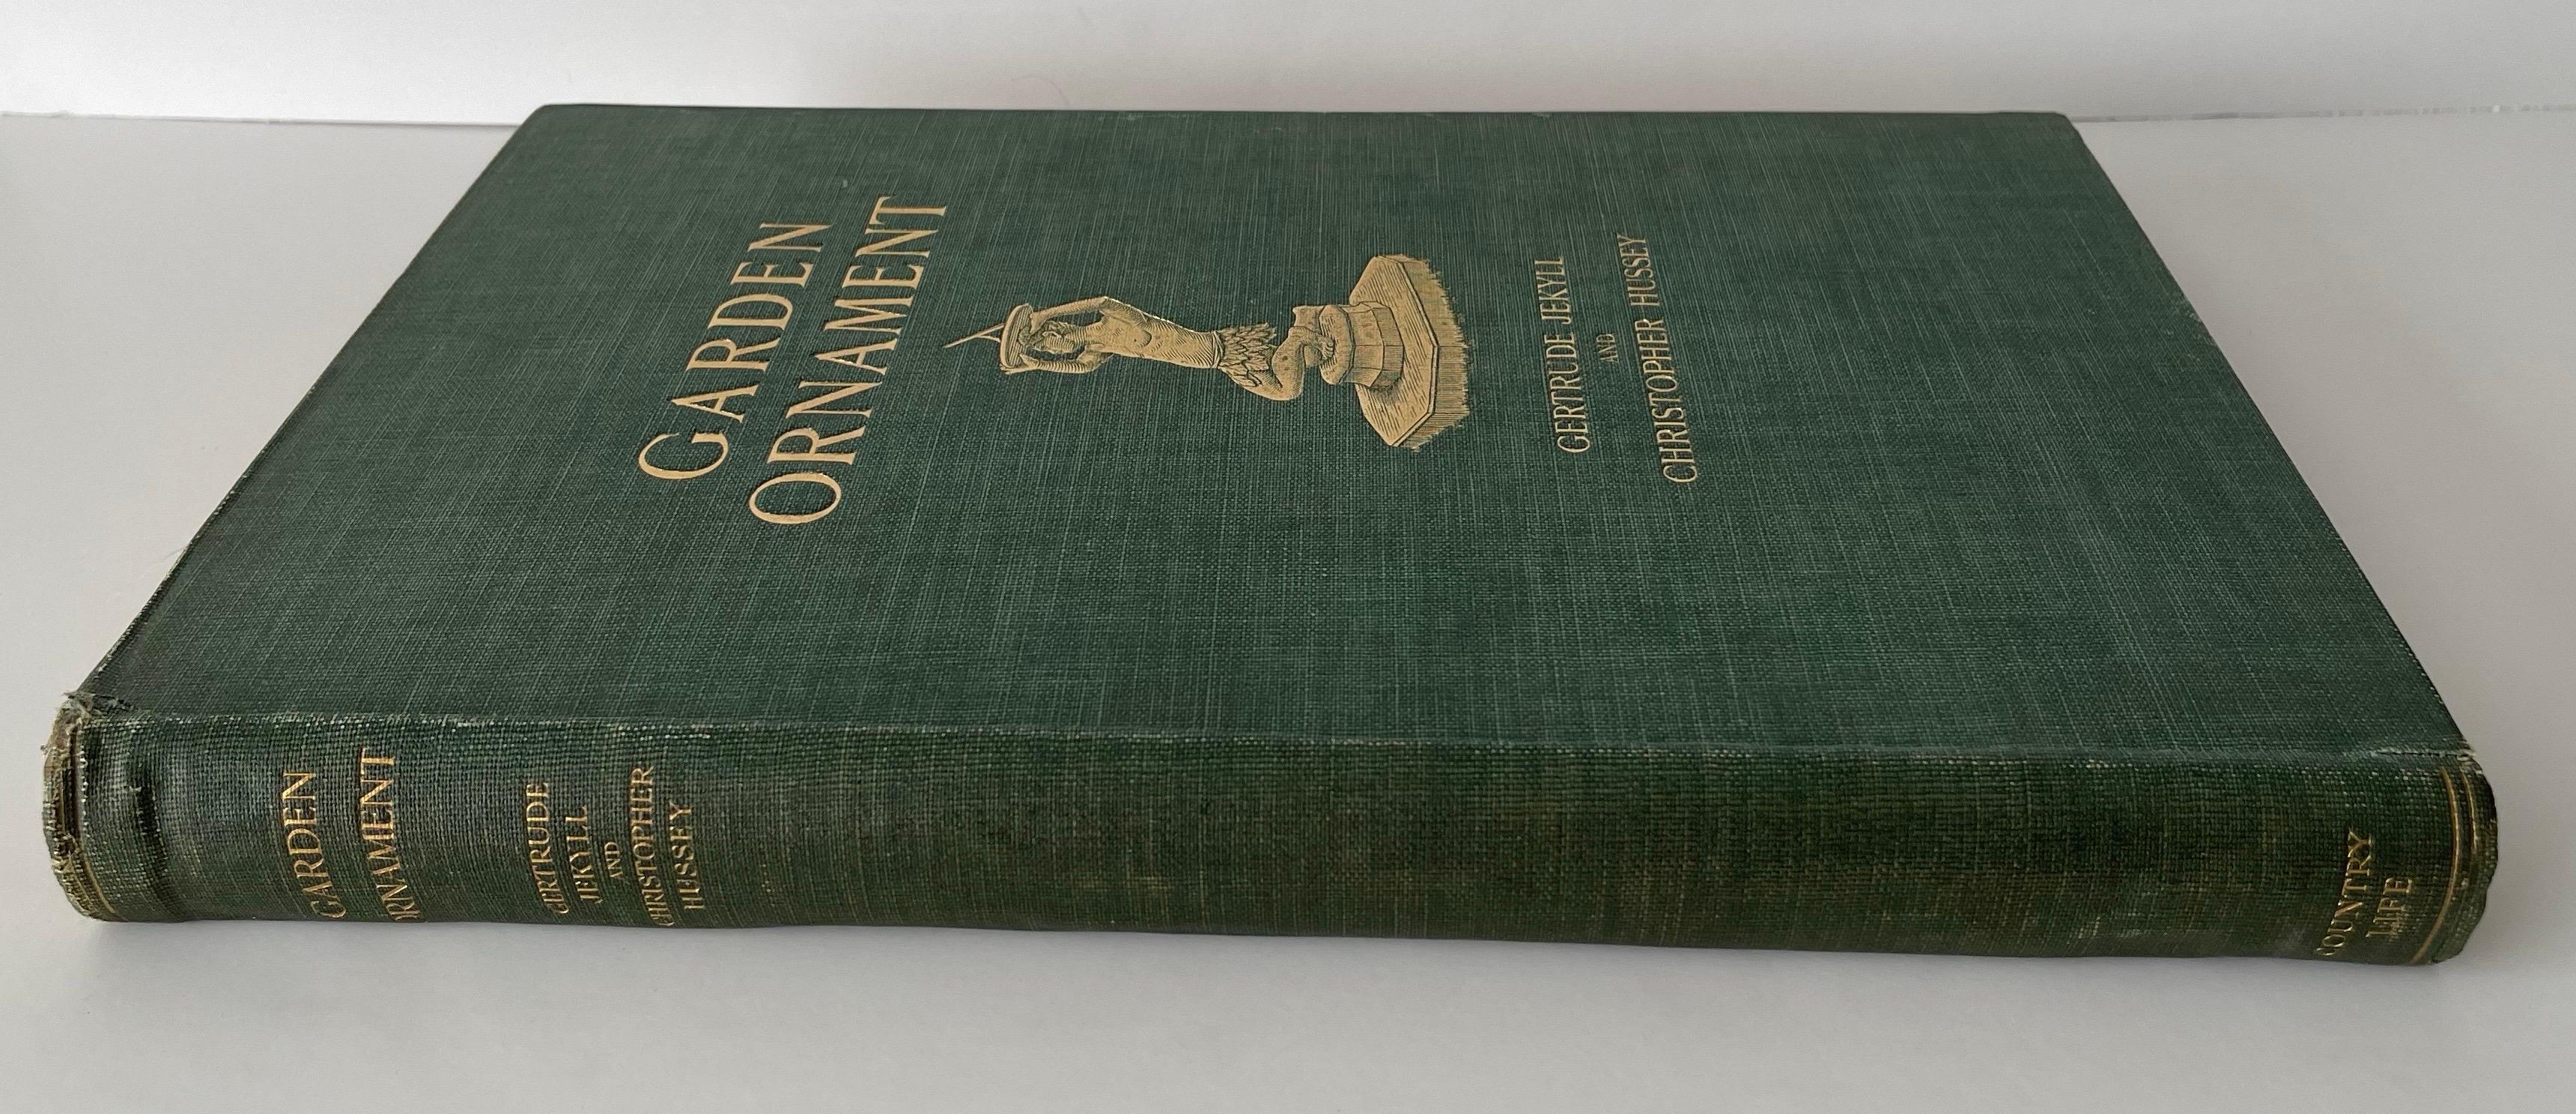 GARDEN
ORNAMENT
GERTRUDE JEKYLL
AND
CHRISTOPHER HUSSEY
GARDEN
ORNAMENT
GERTRUDE
JEKYLL
AND
CHRISTOPHER
HUSSEY
COUNTRY
LIFE